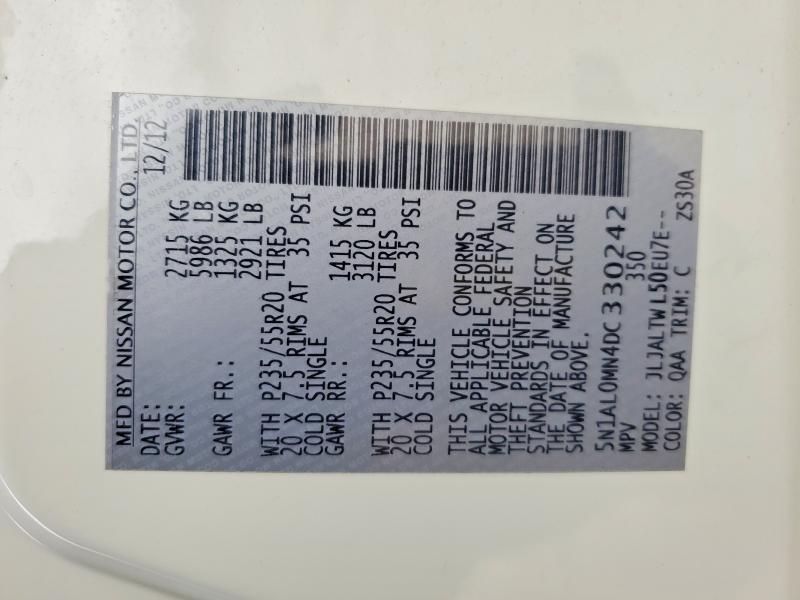 MFD BY NISSAN MOTOR CO., LTD.
DATE: 12/12
GVWR: 2715 KG
5986 LB
GAWR FR.: 1325 KG
2921 LB
WITH P235/55R20 TIRES
20 X 7.5 RIMS AT 35 PSI
COLD SINGLE
GAWR RR.: 1415 KG
3120 LB
WITH P235/55R20 TIRES
20 X 7.5 RIMS AT 35 PSI
COLD SINGLE
THIS VEHICLE CONFORMS TO
ALL APPLICABLE FEDERAL
MOTOR VEHICLE SAFETY AND
THEFT PREVENTION
STANDARDS IN EFFECT ON
THE DATE OF MANUFACTURE
SHOWN ABOVE.
5N1AL0MN4DC330242
MPV 350
MODEL: JLJALTWL50EU7E--
COLOR: QAA TRIM: C ZS30A